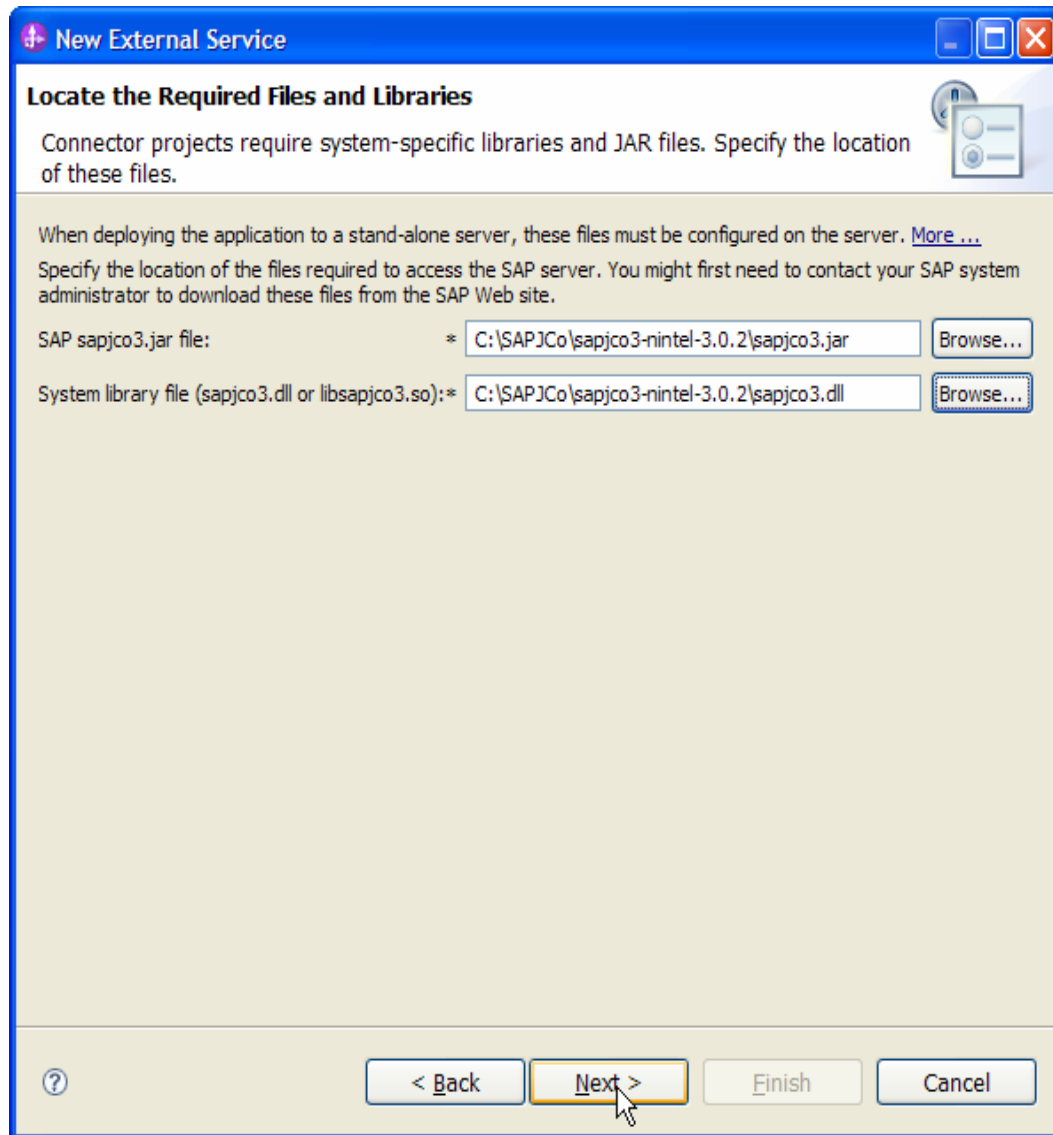 New External Service
Locate the Required Files and Libraries
Connector projects require system-specific libraries and JAR files. Specify the location
of these files.
When deploying the application to a stand-alone server, these files must be configured on the server. More ...
Specify the location of the files required to access the SAP server. You might first need to contact your SAP system
administrator to download these files from the SAP Web site.
SAP sapjco3.jar file: * C:\SAPJCo\sapjco3-nintel-3.0.2\sapjco3.jar Browse...
System library file (sapjco3.dll or libsapjco3.so):* C:\SAPJCo\sapjco3-nintel-3.0.2\sapjco3.dll Browse...
? < Back Next > Finish Cancel